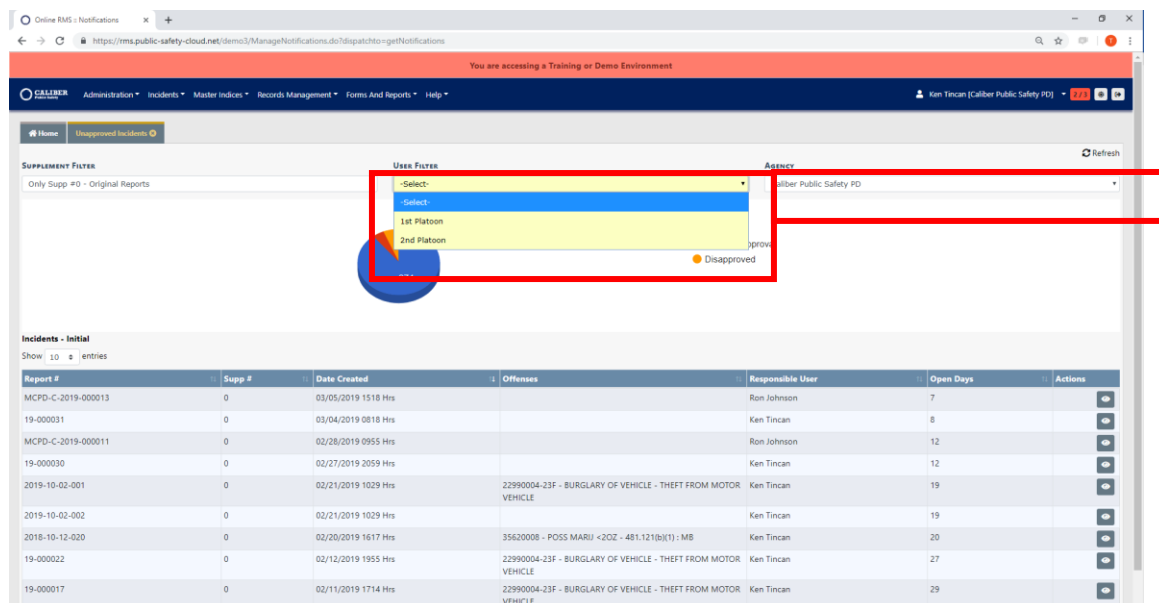 Online RMS :: Notifications
https://rms.public-safety-cloud.net/demo3/ManageNotifications.do?dispatchto=getNotifications
You are accessing a Training or Demo Environment
CALIBER Administration Incidents Master Indices Records Management Forms And Reports Help Ken Tincan [Caliber Public Safety PD] 2 / 3
Public Safety
Home Unapproved Incidents
Refresh
SUPPLEMENT FILTER USER FILTER AGENCY
Only Supp #0 - Original Reports -Select- Caliber Public Safety PD
-Select-
1st Platoon
2nd Platoon
Disapproved
Incidents - Initial
Show 10 entries
Report # Supp # Date Created Offenses Responsible User Open Days Actions
MCPD-C-2019-000013 0 03/05/2019 1518 Hrs Ron Johnson 7
19-000031 0 03/04/2019 0818 Hrs Ken Tincan 8
MCPD-C-2019-000011 0 02/28/2019 0955 Hrs Ron Johnson 12
19-000030 0 02/27/2019 2059 Hrs Ken Tincan 12
2019-10-02-001 0 02/21/2019 1029 Hrs 22990004-23F - BURGLARY OF VEHICLE - THEFT FROM MOTOR Ken Tincan 19
VEHICLE
2019-10-02-002 0 02/21/2019 1029 Hrs Ken Tincan 19
2018-10-12-020 0 02/20/2019 1617 Hrs 35620008 - POSS MARIJ <2OZ - 481.121(b)(1) : MB Ken Tincan 20
19-000022 0 02/12/2019 1955 Hrs 22990004-23F - BURGLARY OF VEHICLE - THEFT FROM MOTOR Ken Tincan 27
VEHICLE
19-000017 0 02/11/2019 1714 Hrs 22990004-23F - BURGLARY OF VEHICLE - THEFT FROM MOTOR Ken Tincan 29
VEHICLE